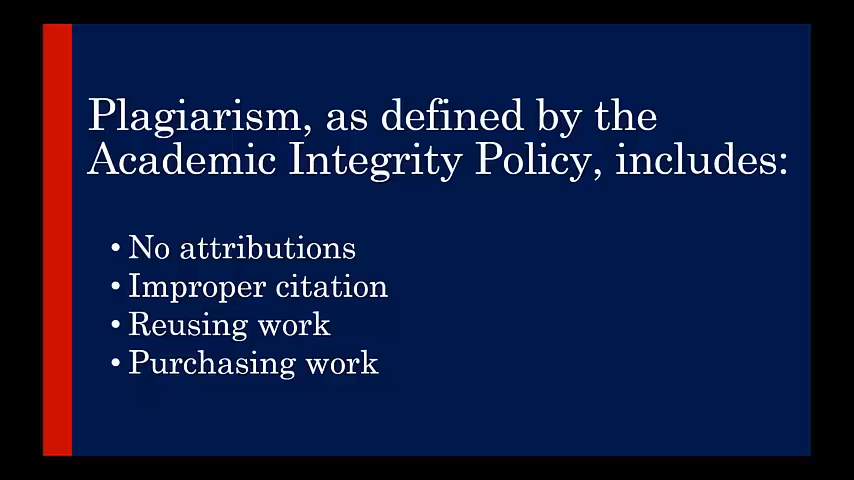 Plagiarism, as defined by the
Academic Integrity Policy, includes:
• No attributions
• Improper citation
• Reusing work
• Purchasing work